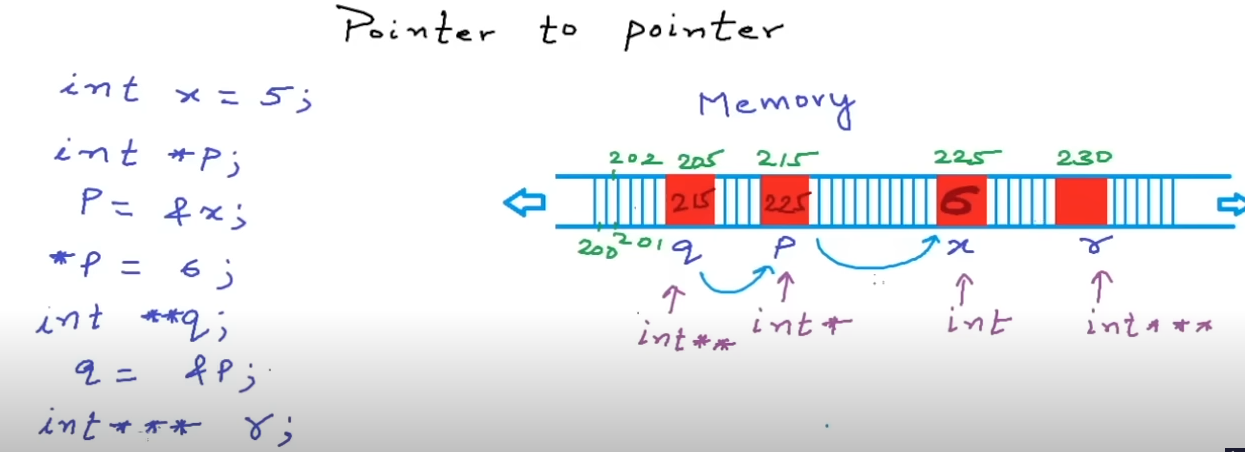 Pointer to pointer
int x = 5;
int *p;
p = &x;
*p = 6;
int **q;
q = &p;
int*** r;
Memory
202 205 215 225 230
215 225 6
200 201 q p x r
int** int* int int***